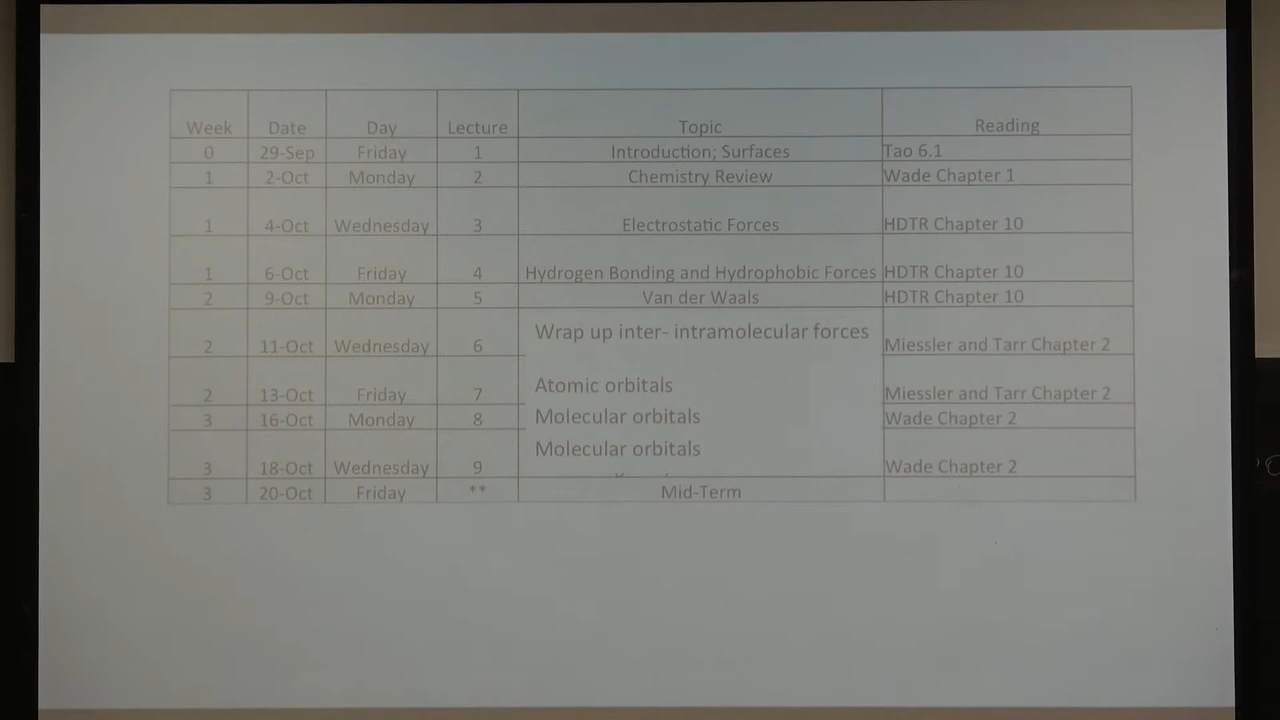 Week Date Day Lecture Topic Reading
0 29-Sep Friday 1 Introduction; Surfaces Tao 6.1
1 2-Oct Monday 2 Chemistry Review Wade Chapter 1
1 4-Oct Wednesday 3 Electrostatic Forces HDTR Chapter 10
1 6-Oct Friday 4 Hydrogen Bonding and Hydrophobic Forces HDTR Chapter 10
2 9-Oct Monday 5 Van der Waals HDTR Chapter 10
2 11-Oct Wednesday 6 Wrap up inter- intramolecular forces Miessler and Tarr Chapter 2
2 13-Oct Friday 7 Atomic orbitals Miessler and Tarr Chapter 2
3 16-Oct Monday 8 Molecular orbitals Wade Chapter 2
3 18-Oct Wednesday 9 Molecular orbitals Wade Chapter 2
3 20-Oct Friday ** Mid-Term